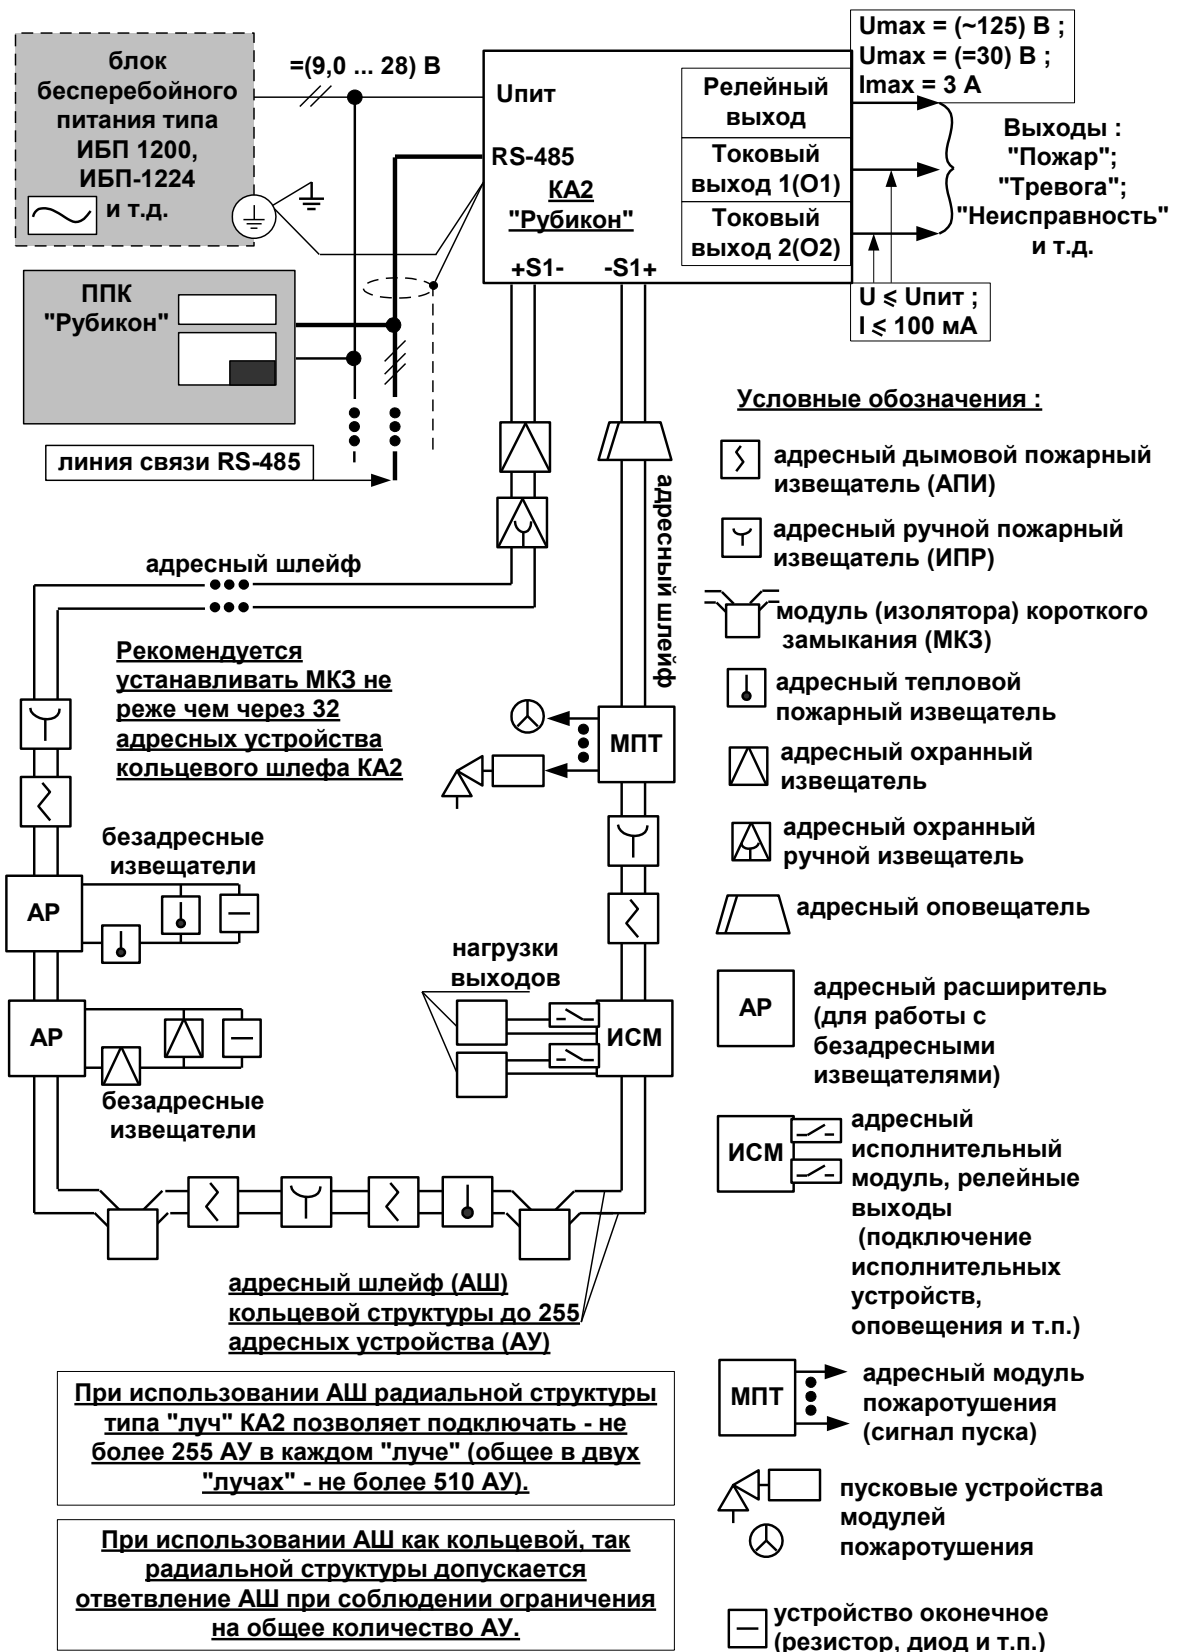 блок
бесперебойного
питания типа
ИБП 1200,
ИБП-1224
и т.д.
=(9,0 ... 28) В
Uпит
RS-485
КА2
"Рубикон"
+S1-
-S1+
Релейный
выход
Токовый
выход 1(О1)
Токовый
выход 2(О2)
Umax = (~125) В ;
Umax = (=30) В ;
Imax = 3 А
Выходы :
"Пожар";
"Тревога";
"Неисправность"
и т.д.
U ⩽ Uпит ;
I ⩽ 100 мА
ППК
"Рубикон"
линия связи RS-485
адресный шлейф
адресный шлейф
Рекомендуется
устанавливать МКЗ не
реже чем через 32
адресных устройства
кольцевого шлефа КА2
МПТ
безадресные
извещатели
АР
нагрузки
выходов
АР
ИСМ
безадресные
извещатели
адресный шлейф (АШ)
кольцевой структуры до 255
адресных устройства (АУ)
При использовании АШ радиальной структуры
типа "луч" КА2 позволяет подключать - не
более 255 АУ в каждом "луче" (общее в двух
"лучах" - не более 510 АУ).
При использовании АШ как кольцевой, так
радиальной структуры допускается
ответвление АШ при соблюдении ограничения
на общее количество АУ.
Условные обозначения :
адресный дымовой пожарный
извещатель (АПИ)
адресный ручной пожарный
извещатель (ИПР)
модуль (изолятора) короткого
замыкания (МКЗ)
адресный тепловой
пожарный извещатель
адресный охранный
извещатель
адресный охранный
ручной извещатель
адресный оповещатель
АР
адресный расширитель
(для работы с
безадресными
извещателями)
ИСМ
адресный
исполнительный
модуль, релейные
выходы
(подключение
исполнительных
устройств,
оповещения и т.п.)
МПТ
адресный модуль
пожаротушения
(сигнал пуска)
пусковые устройства
модулей
пожаротушения
устройство оконечное
(резистор, диод и т.п.)